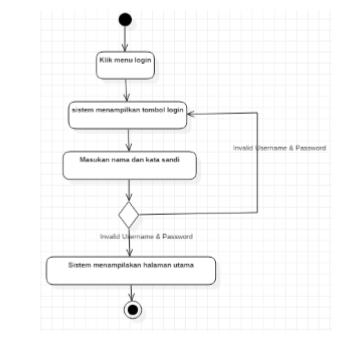 Klik menu login
sistem menampilkan tombol login
Masukan nama dan kata sandi
Invalid Username & Password
Invalid Username & Password
Sistem menampilakan halaman utama